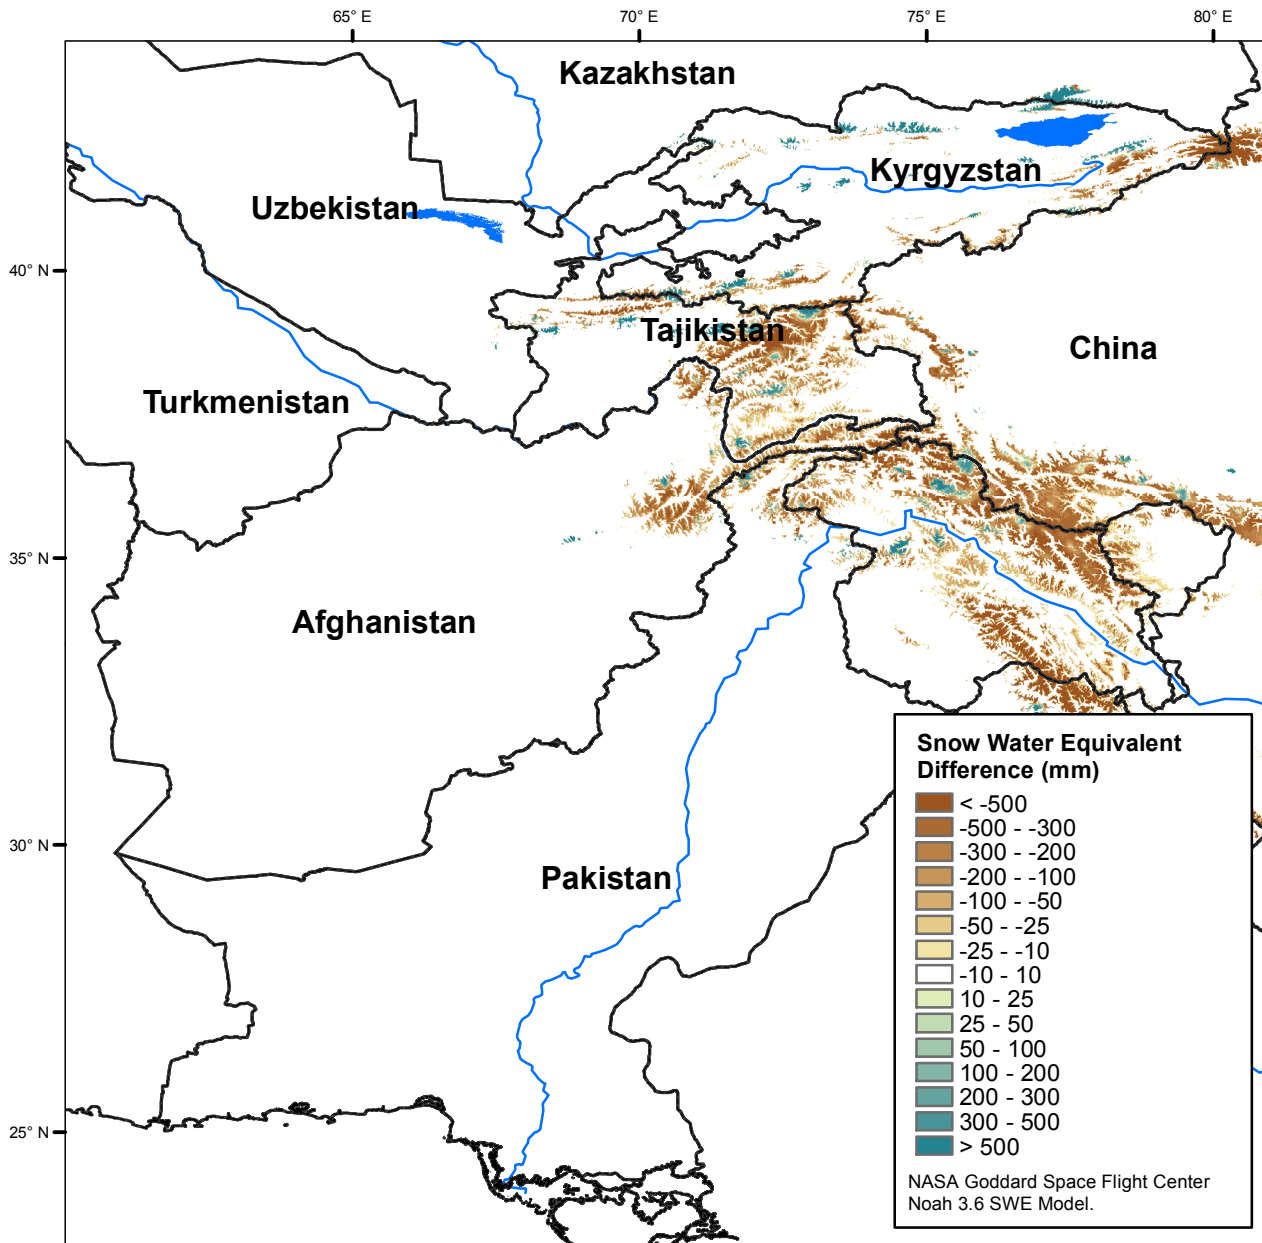 65° E
70° E
75° E
80° E
Kazakhstan
Kyrgyzstan
Uzbekistan
40° N
Tajikistan
China
Turkmenistan
35° N
Afghanistan
30° N
Pakistan
25° N
Snow Water Equivalent
Difference (mm)
< -500
-500 - -300
-300 - -200
-200 - -100
-100 - -50
-50 - -25
-25 - -10
-10 - 10
10 - 25
25 - 50
50 - 100
100 - 200
200 - 300
300 - 500
> 500
NASA Goddard Space Flight Center
Noah 3.6 SWE Model.